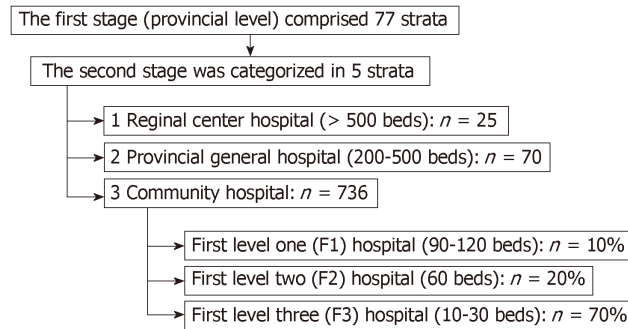 The first stage (provincial level) comprised 77 strata
The second stage was categorized in 5 strata
1 Reginal center hospital (> 500 beds): n = 25
2 Provincial general hospital (200-500 beds): n = 70
3 Community hospital: n = 736
First level one (F1) hospital (90-120 beds): n = 10%
First level two (F2) hospital (60 beds): n = 20%
First level three (F3) hospital (10-30 beds): n = 70%